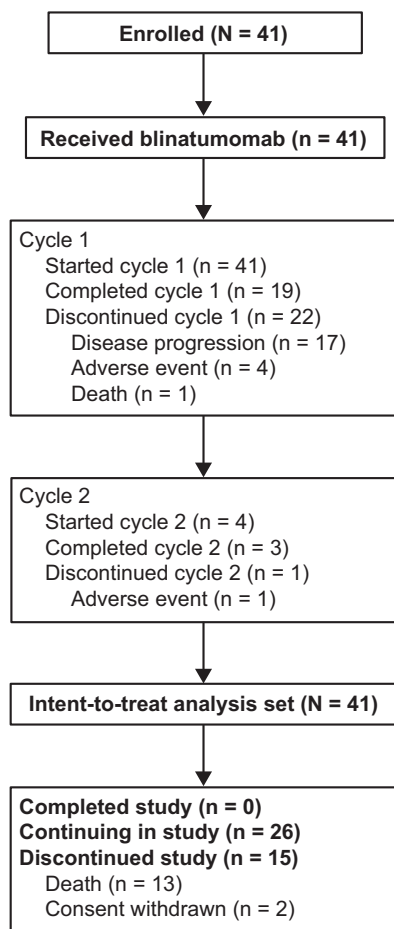 Enrolled (N = 41)
Received blinatumomab (n = 41)
Cycle 1
Started cycle 1 (n = 41)
Completed cycle 1 (n = 19)
Discontinued cycle 1 (n = 22)
Disease progression (n = 17)
Adverse event (n = 4)
Death (n = 1)
Cycle 2
Started cycle 2 (n = 4)
Completed cycle 2 (n = 3)
Discontinued cycle 2 (n = 1)
Adverse event (n = 1)
Intent-to-treat analysis set (N = 41)
Completed study (n = 0)
Continuing in study (n = 26)
Discontinued study (n = 15)
Death (n = 13)
Consent withdrawn (n = 2)